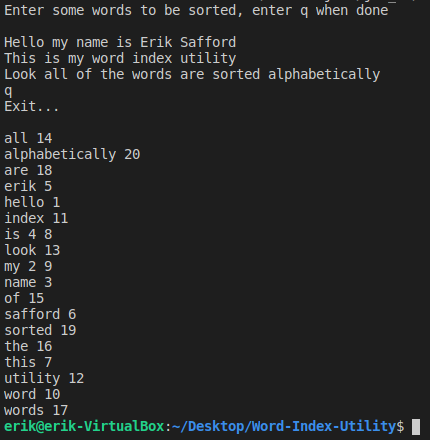 Enter some words to be sorted, enter q when done
Hello my name is Erik Safford
This is my word index utility
Look all of the words are sorted alphabetically
q
Exit...
all 14
alphabetically 20
are 18
erik 5
hello 1
index 11
is 4 8
look 13
my 2 9
name 3
of 15
safford 6
sorted 19
the 16
this 7
utility 12
word 10
words 17
erik@erik-VirtualBox:~/Desktop/Word-Index-Utility$